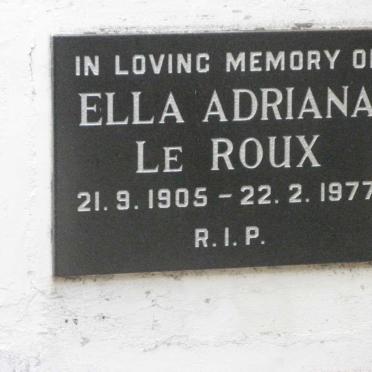 IN LOVING MEMORY OF
ELLA ADRIANA
LE ROUX
21.9.1905 – 22.2.1977
R.I.P.